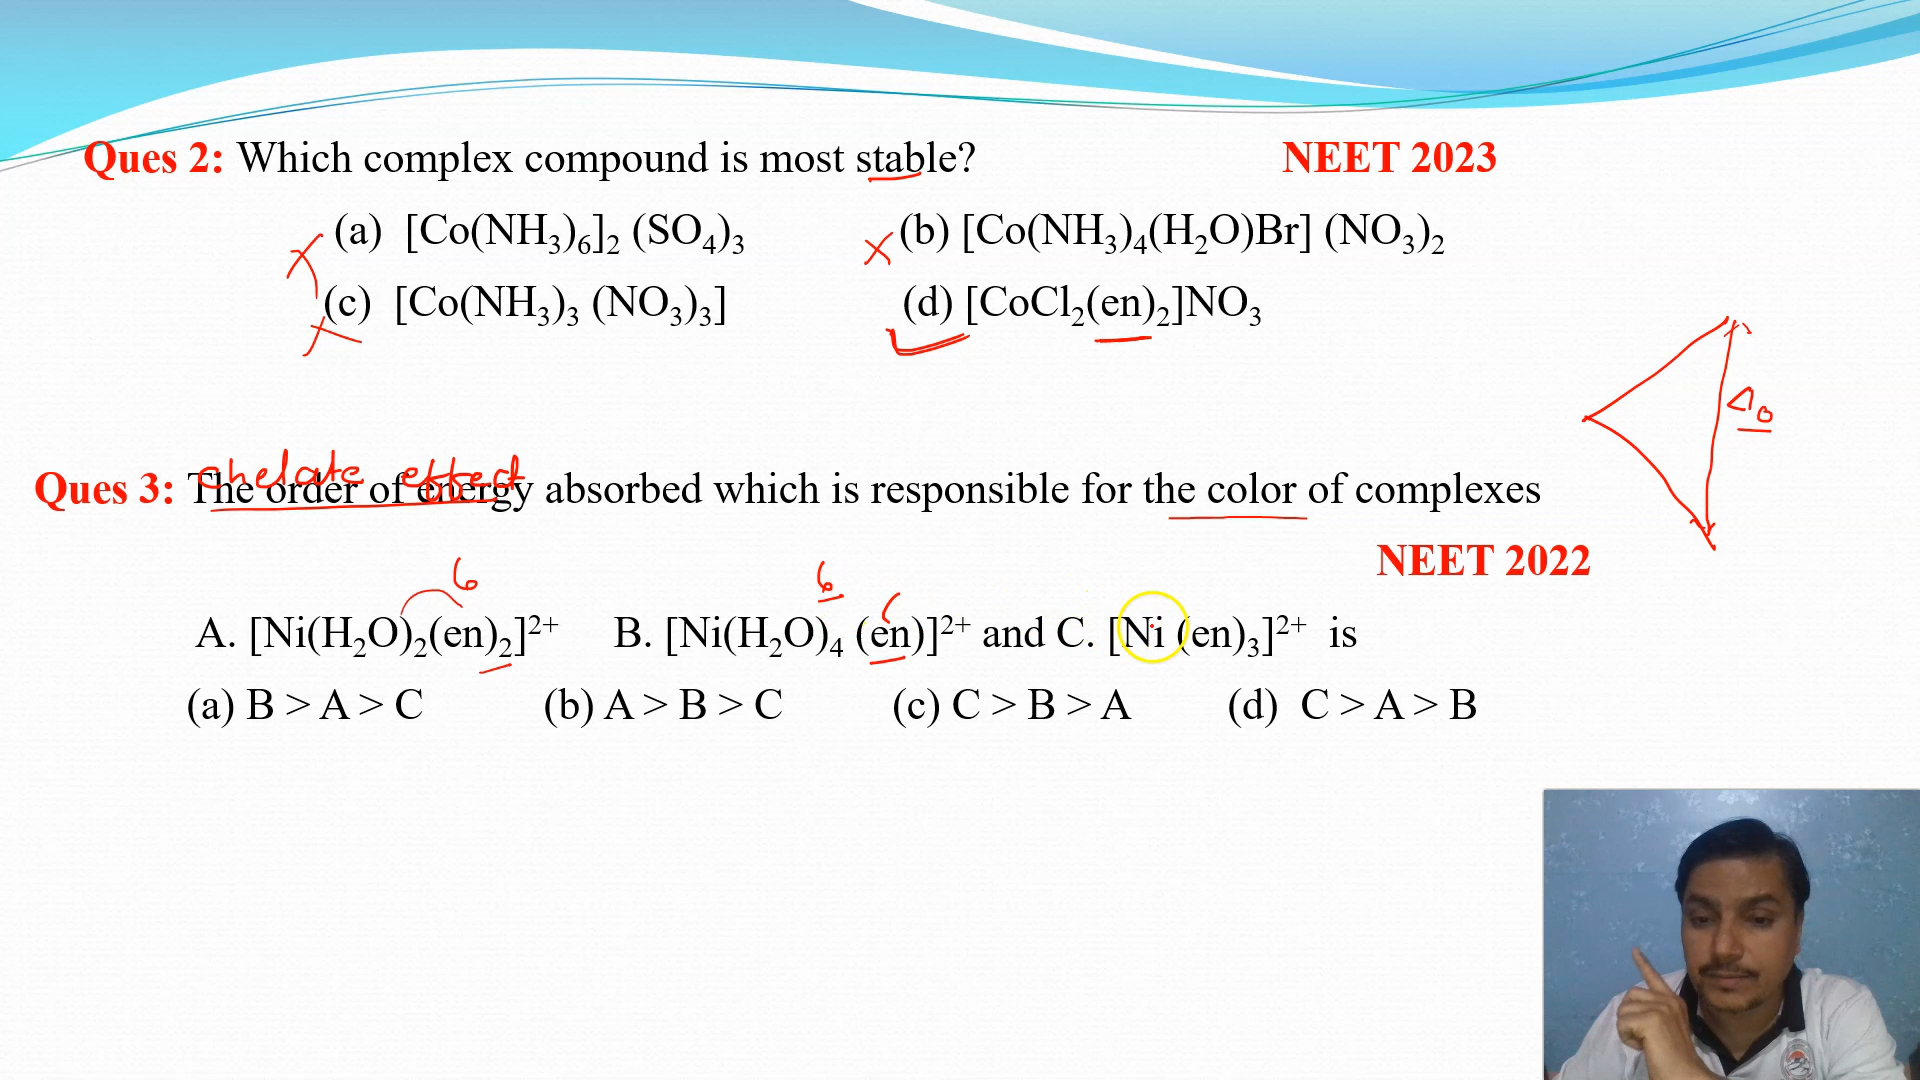 Ques 2: Which complex compound is most stable? NEET 2023
(a) [Co(NH3)6]2 (SO4)3 (b) [Co(NH3)4(H2O)Br] (NO3)2
(c) [Co(NH3)3 (NO3)3] (d) [CoCl2(en)2]NO3
Δo
chelate effect
Ques 3: The order of energy absorbed which is responsible for the color of complexes
NEET 2022
6 6 6
A. [Ni(H2O)2(en)2]2+ B. [Ni(H2O)4 (en)]2+ and C. [Ni (en)3]2+ is
(a) B > A > C (b) A > B > C (c) C > B > A (d) C > A > B